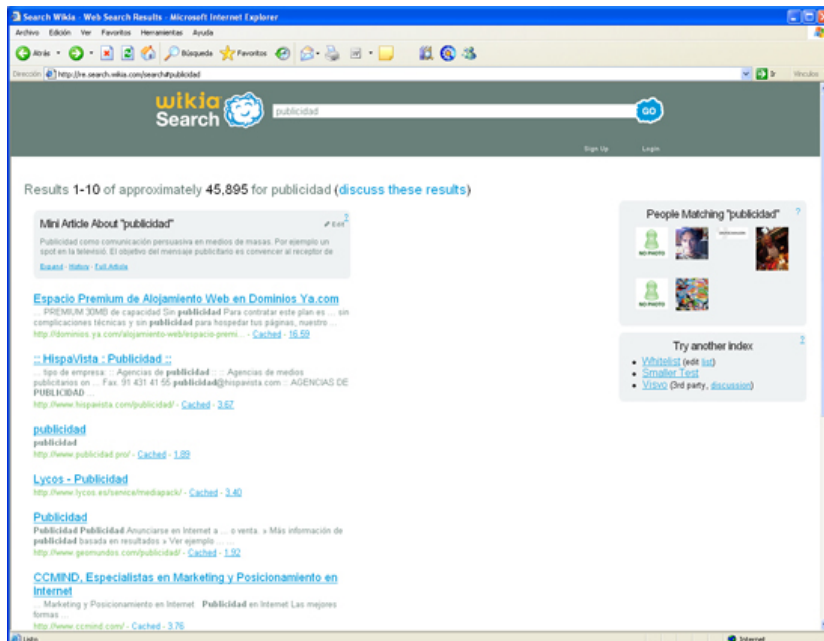 Search Wikia - Web Search Results - Microsoft Internet Explorer
Archivo Edición Ver Favoritos Herramientas Ayuda
Atrás Búsqueda Favoritos
Dirección http://re.search.wikia.com/search#publicidad Ir Vínculos
wikia
Search
publicidad
GO
Sign Up Login
Results 1-10 of approximately 45,895 for publicidad (discuss these results)
Mini Article About "publicidad" Edit ?
Publicidad como comunicación persuasiva en medios de masas. Por ejemplo un
spot en la televisió. El objetivo del mensaje publicitario es convencer al receptor de
Expand - History - Full Article
Espacio Premium de Alojamiento Web en Dominios Ya.com
... PREMIUM 30MB de capacidad Sin publicidad Para contratar este plan es ... sin
complicaciones técnicas y sin publicidad para hospedar tus páginas, nuestro ...
http://dominios.ya.com/alojamiento-web/espacio-premi... - Cached - 16.59
:: HispaVista : Publicidad ::
... tipo de empresa: :: Agencias de publicidad :: :: Agencias de medios
publicitarios on ... Fax. 91 431 41 55 publicidad@hispavista.com :: AGENCIAS DE
PUBLICIDAD ...
http://www.hispavista.com/publicidad/ - Cached - 3.67
publicidad
publicidad
http://www.publicidad.pro/ - Cached - 1.89
Lycos - Publicidad
http://www.lycos.es/service/mediapack/ - Cached - 3.40
Publicidad
Publicidad Publicidad Anunciarse en Internet a ... o venta. » Más información de
publicidad basada en resultados » Ver ejemplo ... ...
http://www.geomundos.com/publicidad/ - Cached - 1.92
CCMIND, Especialistas en Marketing y Posicionamiento en
Internet
... Marketing y Posicionamiento en Internet Publicidad en Internet Las mejores
formas ...
http://www.ccmind.com/ - Cached - 3.76
People Matching "publicidad" ?
NO PHOTO
NO PHOTO
Try another index ?
Whitelist (edit list)
Smaller Test
Visvo (3rd party, discussion)
Listo Internet